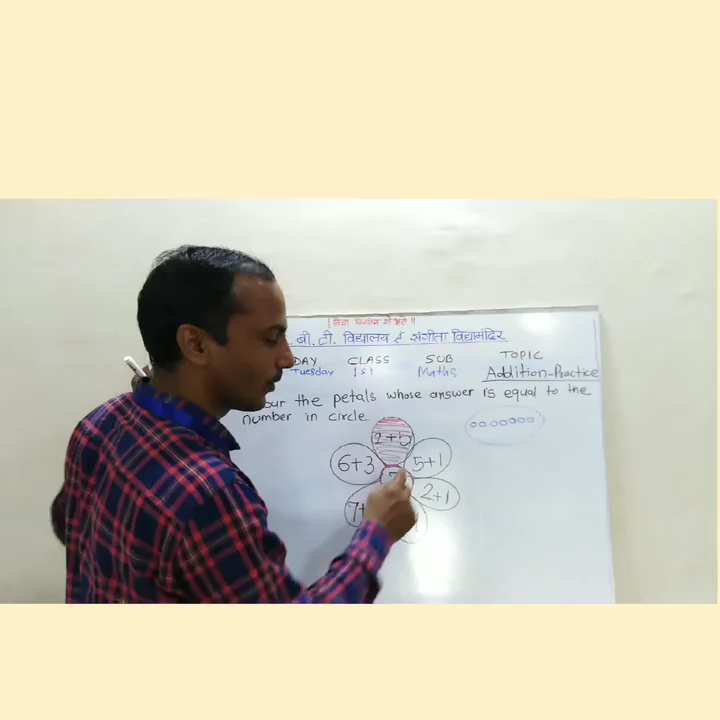 बी. टी. विद्यालय ई संगीता विद्यामंदिर
DAY CLASS SUB TOPIC
Tuesday 1st Maths Addition-Practice
the petals whose answer is equal to the
number in circle.
2+5
6+3 5+1
2+1